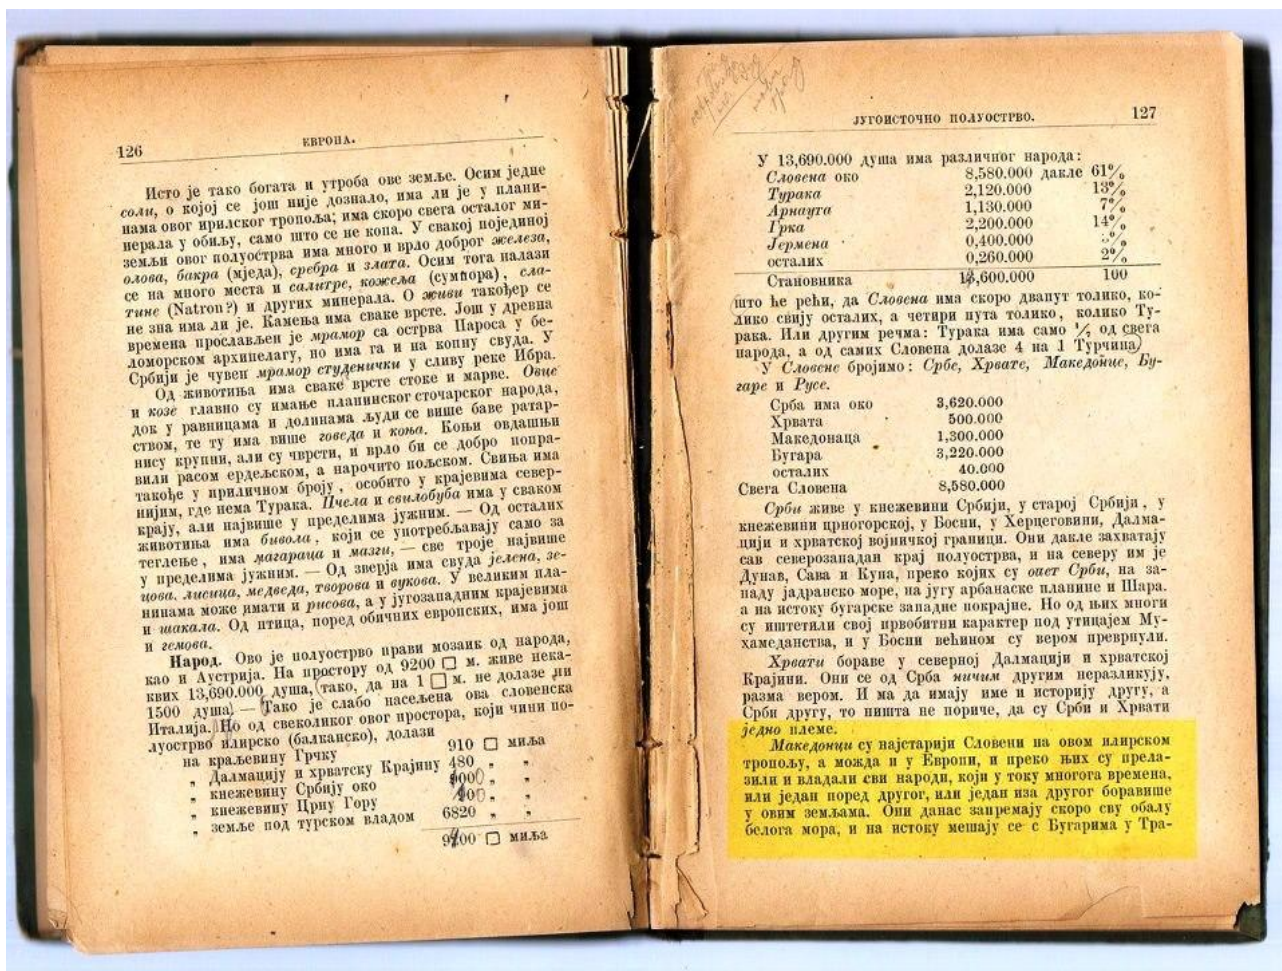 126
ЕВРОПА.
Исто је тако богата и утроба ове земље. Осим једне
соли, о којој се још није дознало, има ли је у плани-
нама овог ирилског тропоља; има скоро свега осталог ми-
нерала у обиљу, само што се не копа. У свакој појединој
земљи овог полуострва има много и врло доброг железа,
олова, бакра (мједа), сребра и злата. Осим тога налази
се на много места и салитре, кожеља (сумпора), сла-
тине (Natron?) и других минерала. О живи такођер се
не зна има ли је. Камења има сваке врсте. Још у древна
времена прослављен је мрамор са острва Пароса у бе-
ломорском архипелагу, но има га и на копну свуда. У
Србији је чувен мрамор студенички у сливу реке Ибра.
Од животиња има сваке врсте стоке и марве. Овце
и козе главно су имање планинског сточарског народа,
док у равницама и долинама људи се више баве ратар-
ством, те ту има више говеда и коња. Коњи овдашњи
нису крупни, али су чврсти, и врло би се добро попра-
вили расом ердељском, а нарочито пољском. Свиња има
такође у приличном броју, особито у крајевима север-
нијим, где нема Турака. Пчела и свилобуба има у сваком
крају, али највише у пределима јужним. — Од осталих
животиња има бивола, који се употребљавају само за
теглење, има магараца и мазги, — све троје највише
у пределима јужним. — Од зверја има свуда јелена, зе-
цова, лисица, медведа, творова и вукова. У великим пла-
нинама може имати и рисова, а у југозападним крајевима
и шакала. Од птица, поред обичних европских, има још
и гемова.
Народ. Ово је полуострво прави мозаик од народа,
као и Аустрија. На простору од 9200 □ м. живе нека-
квих 13,690.000 душа, (тако, да на 1 □ м. не долазе ни
1500 душа) — Тако је слабо насељена ова словенска
Италија. Но од свеколиког овог простора, који чини по-
луострво илирско (балканско), долази
на краљевину Грчку 910 □ миља
„ Далмацију и хрватску Крајину 480 „ „
„ кнежевину Србију око „ „
„ кнежевину Црну Гору „ „
„ земље под турском владом 6820 „ „
□ миља
ЈУГОИСТОЧНО ПОЛУОСТРВО.
127
У 13,690.000 душа има различног народа:
Словена око 8,580.000 дакле 61%
Турака 2,120.000 13%
Арнаута 1,130.000 7%
Грка 2,200.000 14%
Јермена 0,400.000 %
осталих 0,260.000 2%
Становника 100
што ће рећи, да Словена има скоро двапут толико, ко-
лико свију осталих, а четири пута толико, колико Ту-
рака. Или другим речма: Турака има само 1/7 од свега
народа, а од самих Словена долазе 4 на 1 Турчина)
У Словене бројимо: Србе, Хрвате, Македонце, Бу-
гаре и Русе.
Срба има око 3,620.000
Хрвата 500.000
Македонаца 1,300.000
Бугара 3,220.000
осталих 40.000
Свега Словена 8,580.000
Срби живе у кнежевини Србији, у старој Србији, у
кнежевини црногорској, у Босни, у Херцеговини, Далма-
цији и хрватској војничкој граници. Они дакле захватају
сав северозападан крај полуострва, и на северу им је
Дунав, Сава и Купа, преко којих су опет Срби, на за-
паду јадранско море, на југу арбанаске планине и Шара.
а на истоку бугарске западне покрајне. Но од њих многи
су иштетили свој првобитни карактер под утицајем Му-
хамеданства, и у Босни већином су вером преврнули.
Хрвати бораве у северној Далмацији и хрватској
Крајини. Они се од Срба ничим другим неразликују,
разма вером. И ма да имају име и историју другу, а
Срби другу, то ништа не пориче, да су Срби и Хрвати
једно племе.
Македонци су најстарији Словени на овом илирском
тропољу, а можда и у Европи, и преко њих су прела-
зили и владали сви народи, који у току многога времена,
или један поред другог, или један иза другог боравише
у овим земљама. Они данас запремају скоро сву обалу
белога мора, и на истоку мешају се с Бугарима у Тра-